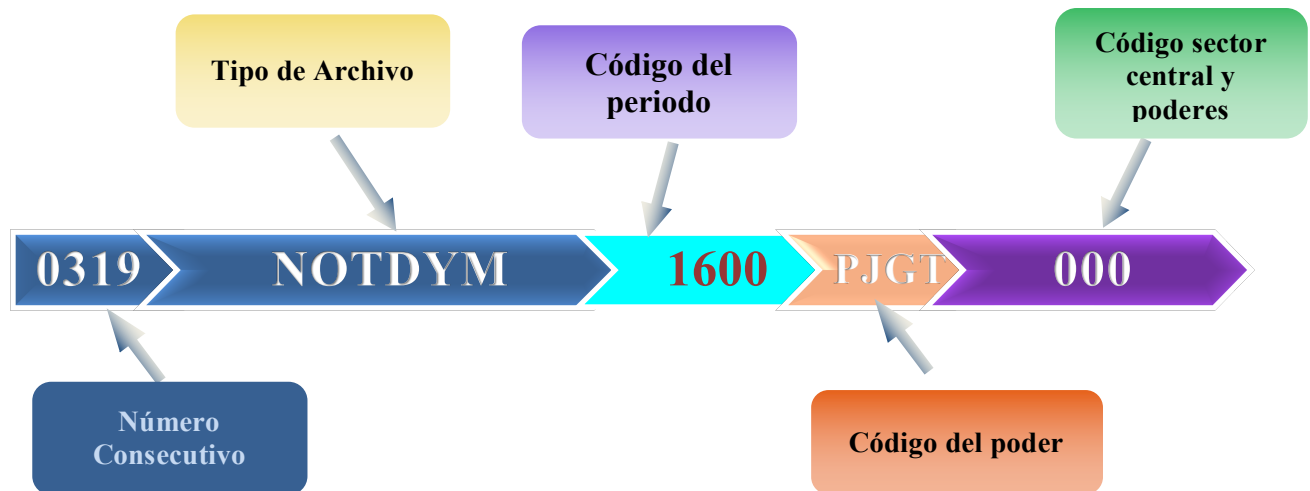 Tipo de Archivo
Código del
periodo
Código sector
central y
poderes
0319 NOTDYM 1600 PJGT 000
Número
Consecutivo
Código del poder